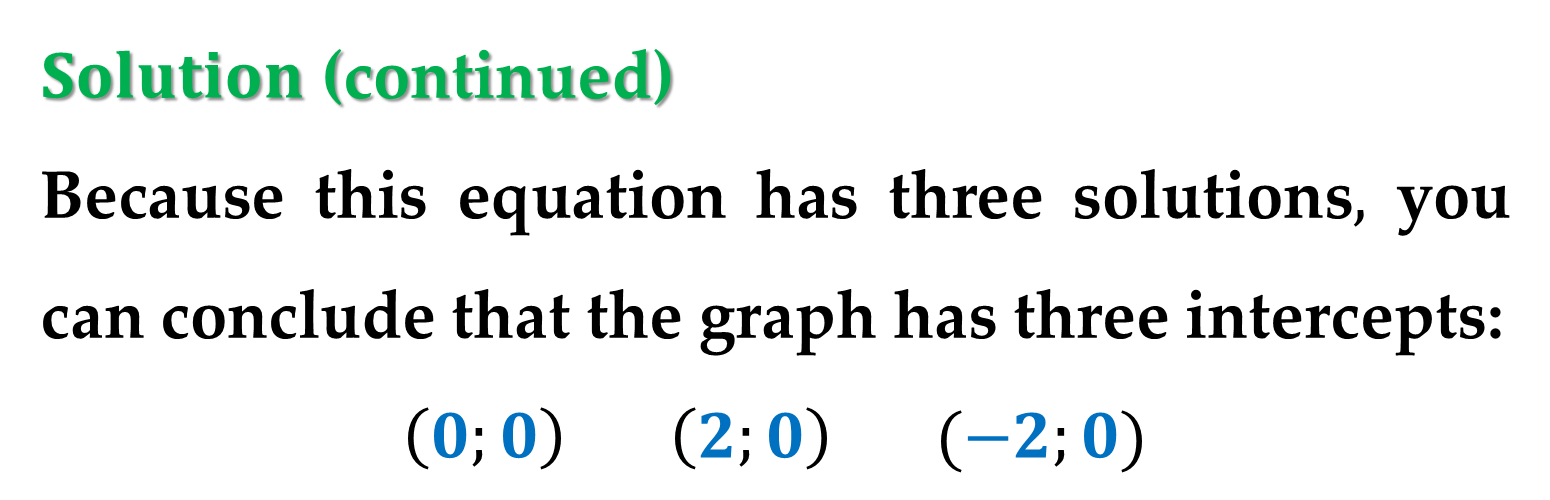 Solution (continued)
Because this equation has three solutions, you
can conclude that the graph has three intercepts:
(0; 0) (2; 0) (−2; 0)